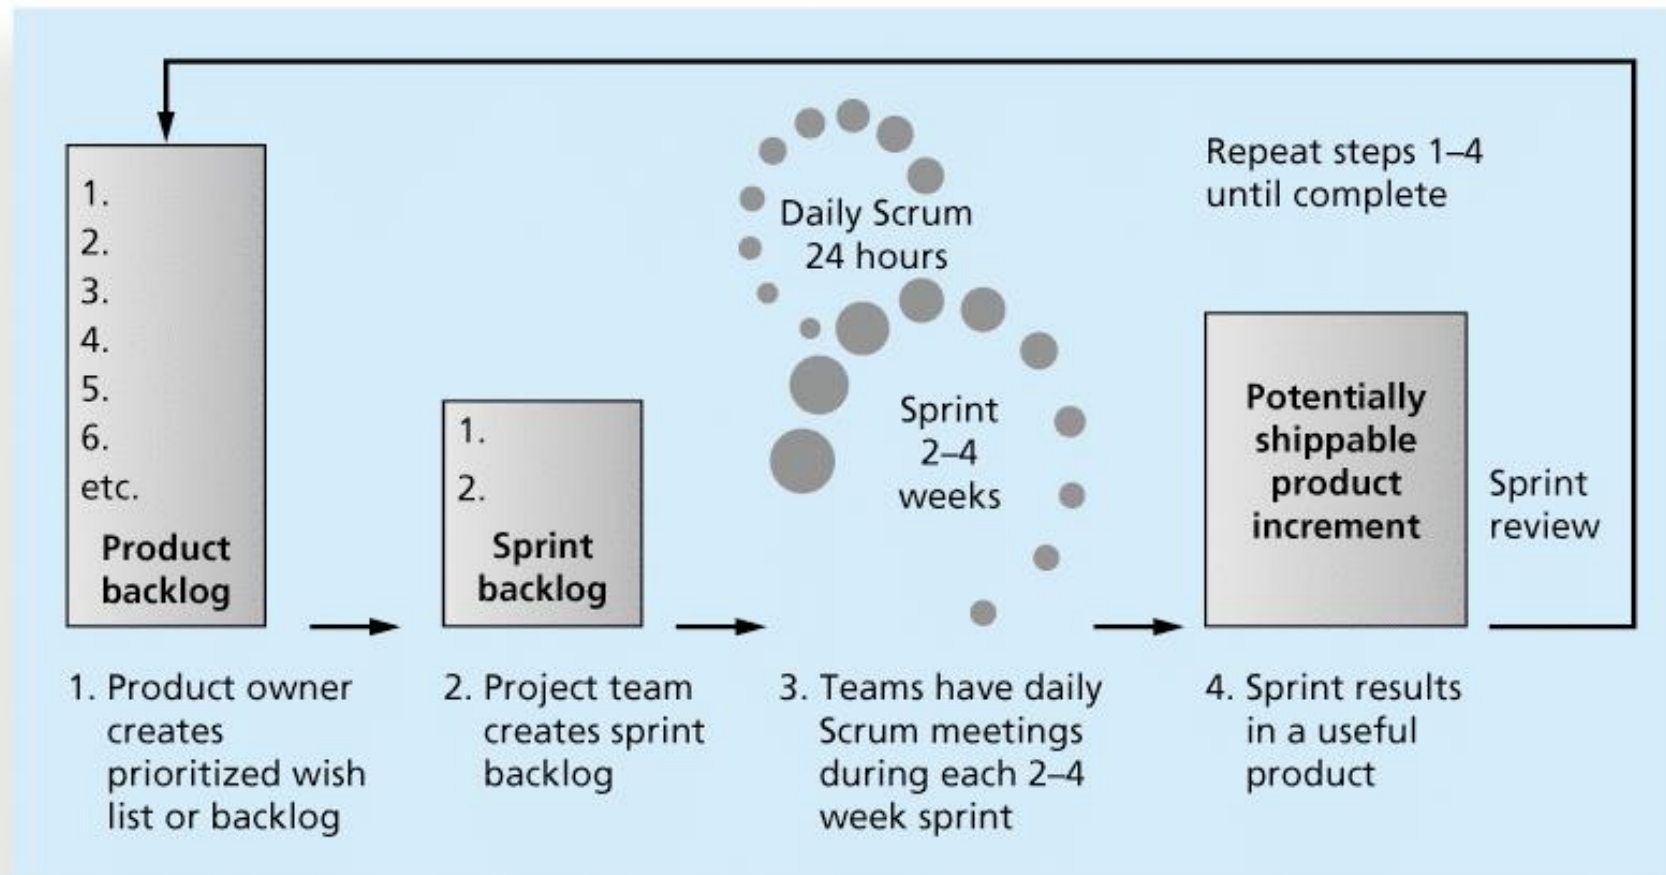 1.
2.
3.
4.
5.
6.
etc.
Product
backlog
1.
2.
Sprint
backlog
Daily Scrum
24 hours
Sprint
2–4
weeks
Repeat steps 1–4
until complete
Potentially
shippable
product
increment
Sprint
review
1. Product owner
creates
prioritized wish
list or backlog
2. Project team
creates sprint
backlog
3. Teams have daily
Scrum meetings
during each 2–4
week sprint
4. Sprint results
in a useful
product